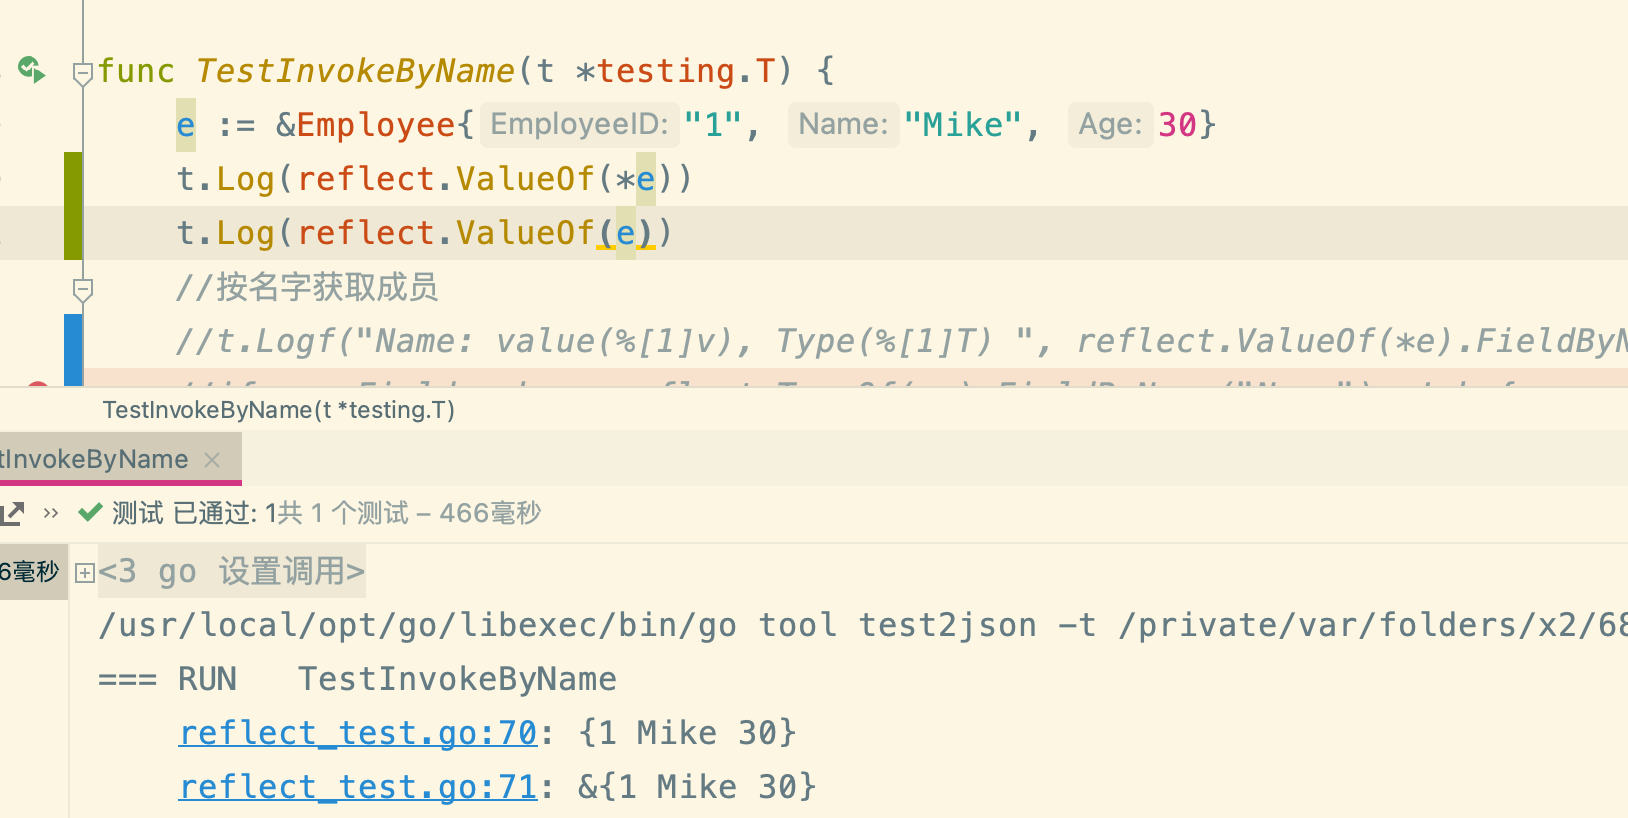 func TestInvokeByName(t *testing.T) {
e := &Employee{ EmployeeID: "1", Name: "Mike", Age: 30}
t.Log(reflect.ValueOf(*e))
t.Log(reflect.ValueOf(e))
//按名字获取成员
//t.Logf("Name: value(%[1]v), Type(%[1]T) ", reflect.ValueOf(*e).FieldByN
TestInvokeByName(t *testing.T)
tInvokeByName ×
» 测试 已通过: 1共 1 个测试 – 466毫秒
6毫秒 <3 go 设置调用>
/usr/local/opt/go/libexec/bin/go tool test2json -t /private/var/folders/x2/68
=== RUN TestInvokeByName
reflect_test.go:70: {1 Mike 30}
reflect_test.go:71: &{1 Mike 30}